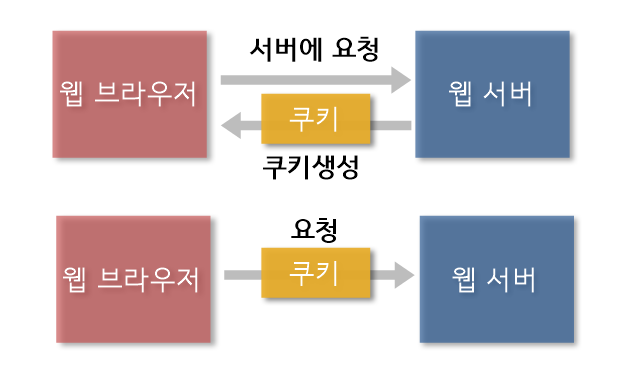 서버에 요청
웹 브라우저
웹 서버
쿠키
쿠키생성
요청
웹 브라우저
쿠키
웹 서버